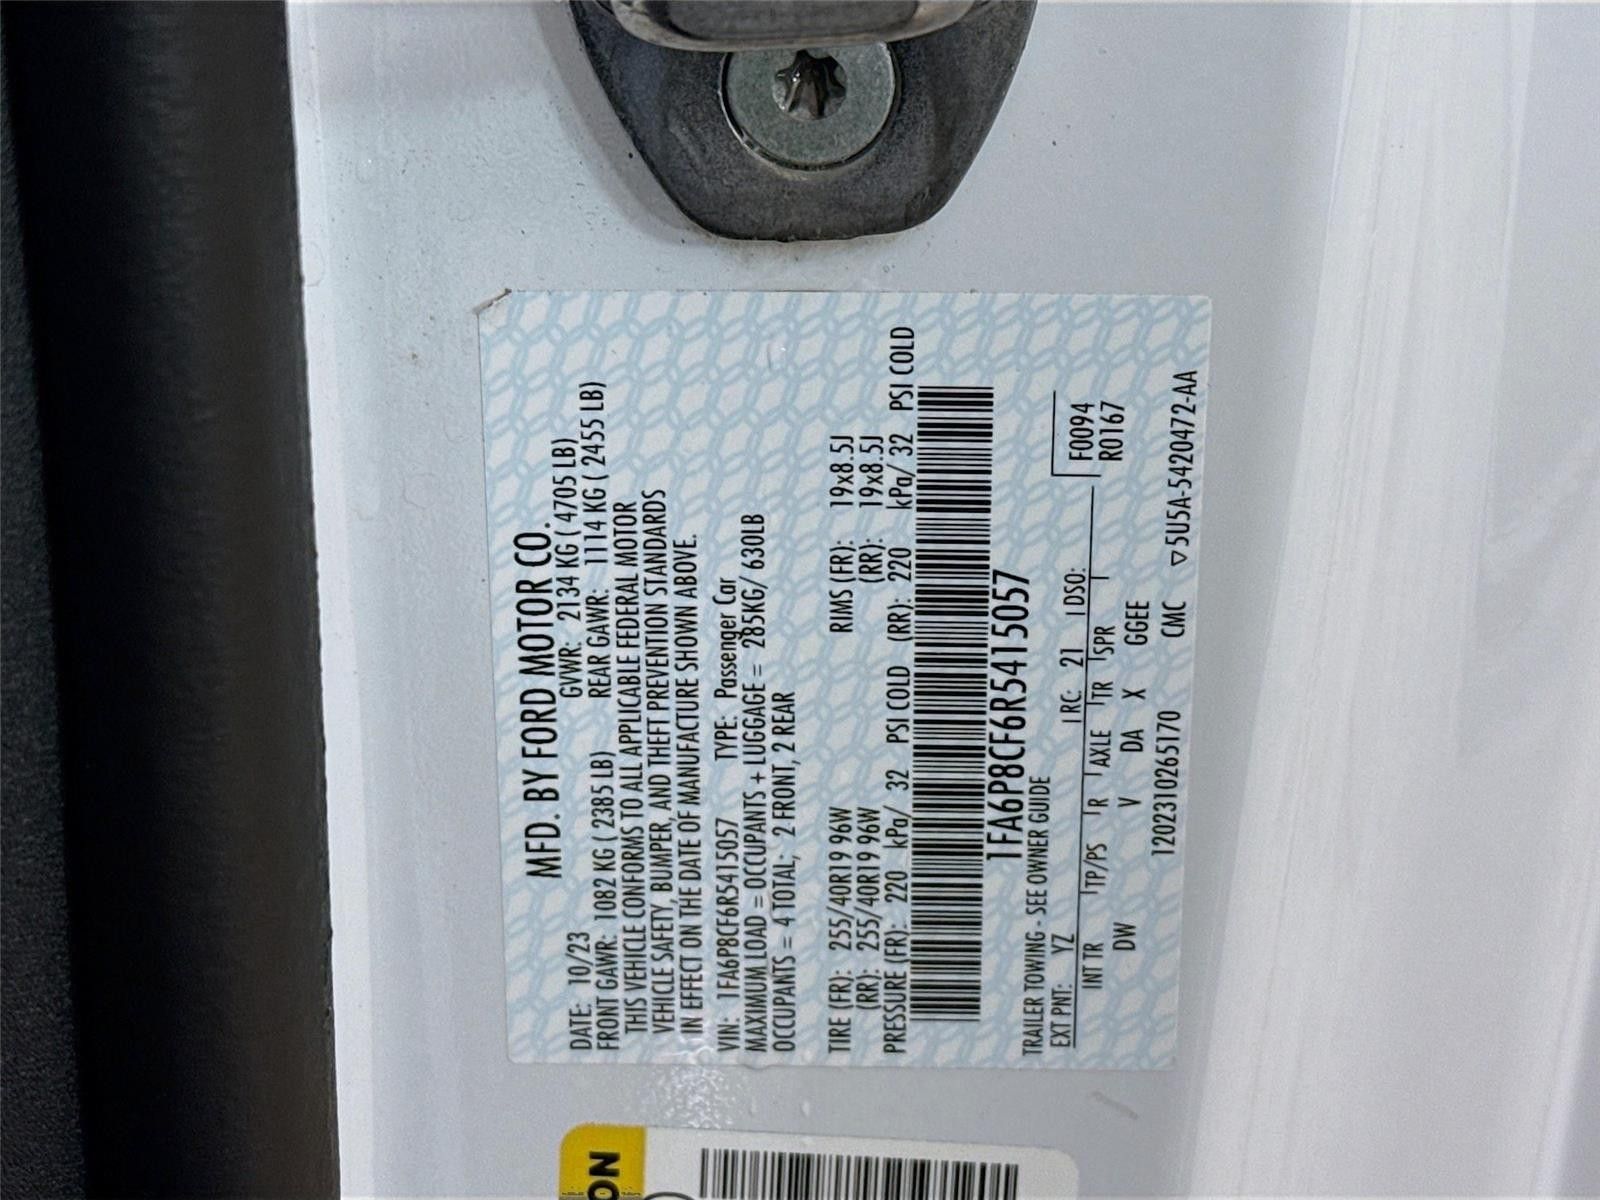 MFD. BY FORD MOTOR CO.
DATE: 10/23 GVWR: 2134 KG ( 4705 LB)
FRONT GAWR: 1082 KG ( 2385 LB) REAR GAWR: 1114 KG ( 2455 LB)
THIS VEHICLE CONFORMS TO ALL APPLICABLE FEDERAL MOTOR
VEHICLE SAFETY, BUMPER, AND THEFT PREVENTION STANDARDS
IN EFFECT ON THE DATE OF MANUFACTURE SHOWN ABOVE.
VIN: 1FA6P8CF6R5415057 TYPE: Passenger Car
MAXIMUM LOAD = OCCUPANTS + LUGGAGE = 285KG/ 630LB
OCCUPANTS = 4 TOTAL; 2 FRONT, 2 REAR
TIRE (FR): 255/40R19 96W RIMS (FR): 19x8.5J
(RR): 255/40R19 96W (RR): 19x8.5J
PRESSURE (FR): 220 kPa/ 32 PSI COLD (RR): 220 kPa/ 32 PSI COLD
1FA6P8CF6R5415057
TRAILER TOWING - SEE OWNER GUIDE
EXT PNT: YZ RC: 21 DSO: F0094
INT TR TP/PS R AXLE TR SPR R0167
DW V DA X GGEE
1202310265170 CMC ▽5U5A-5420472-AA
ON